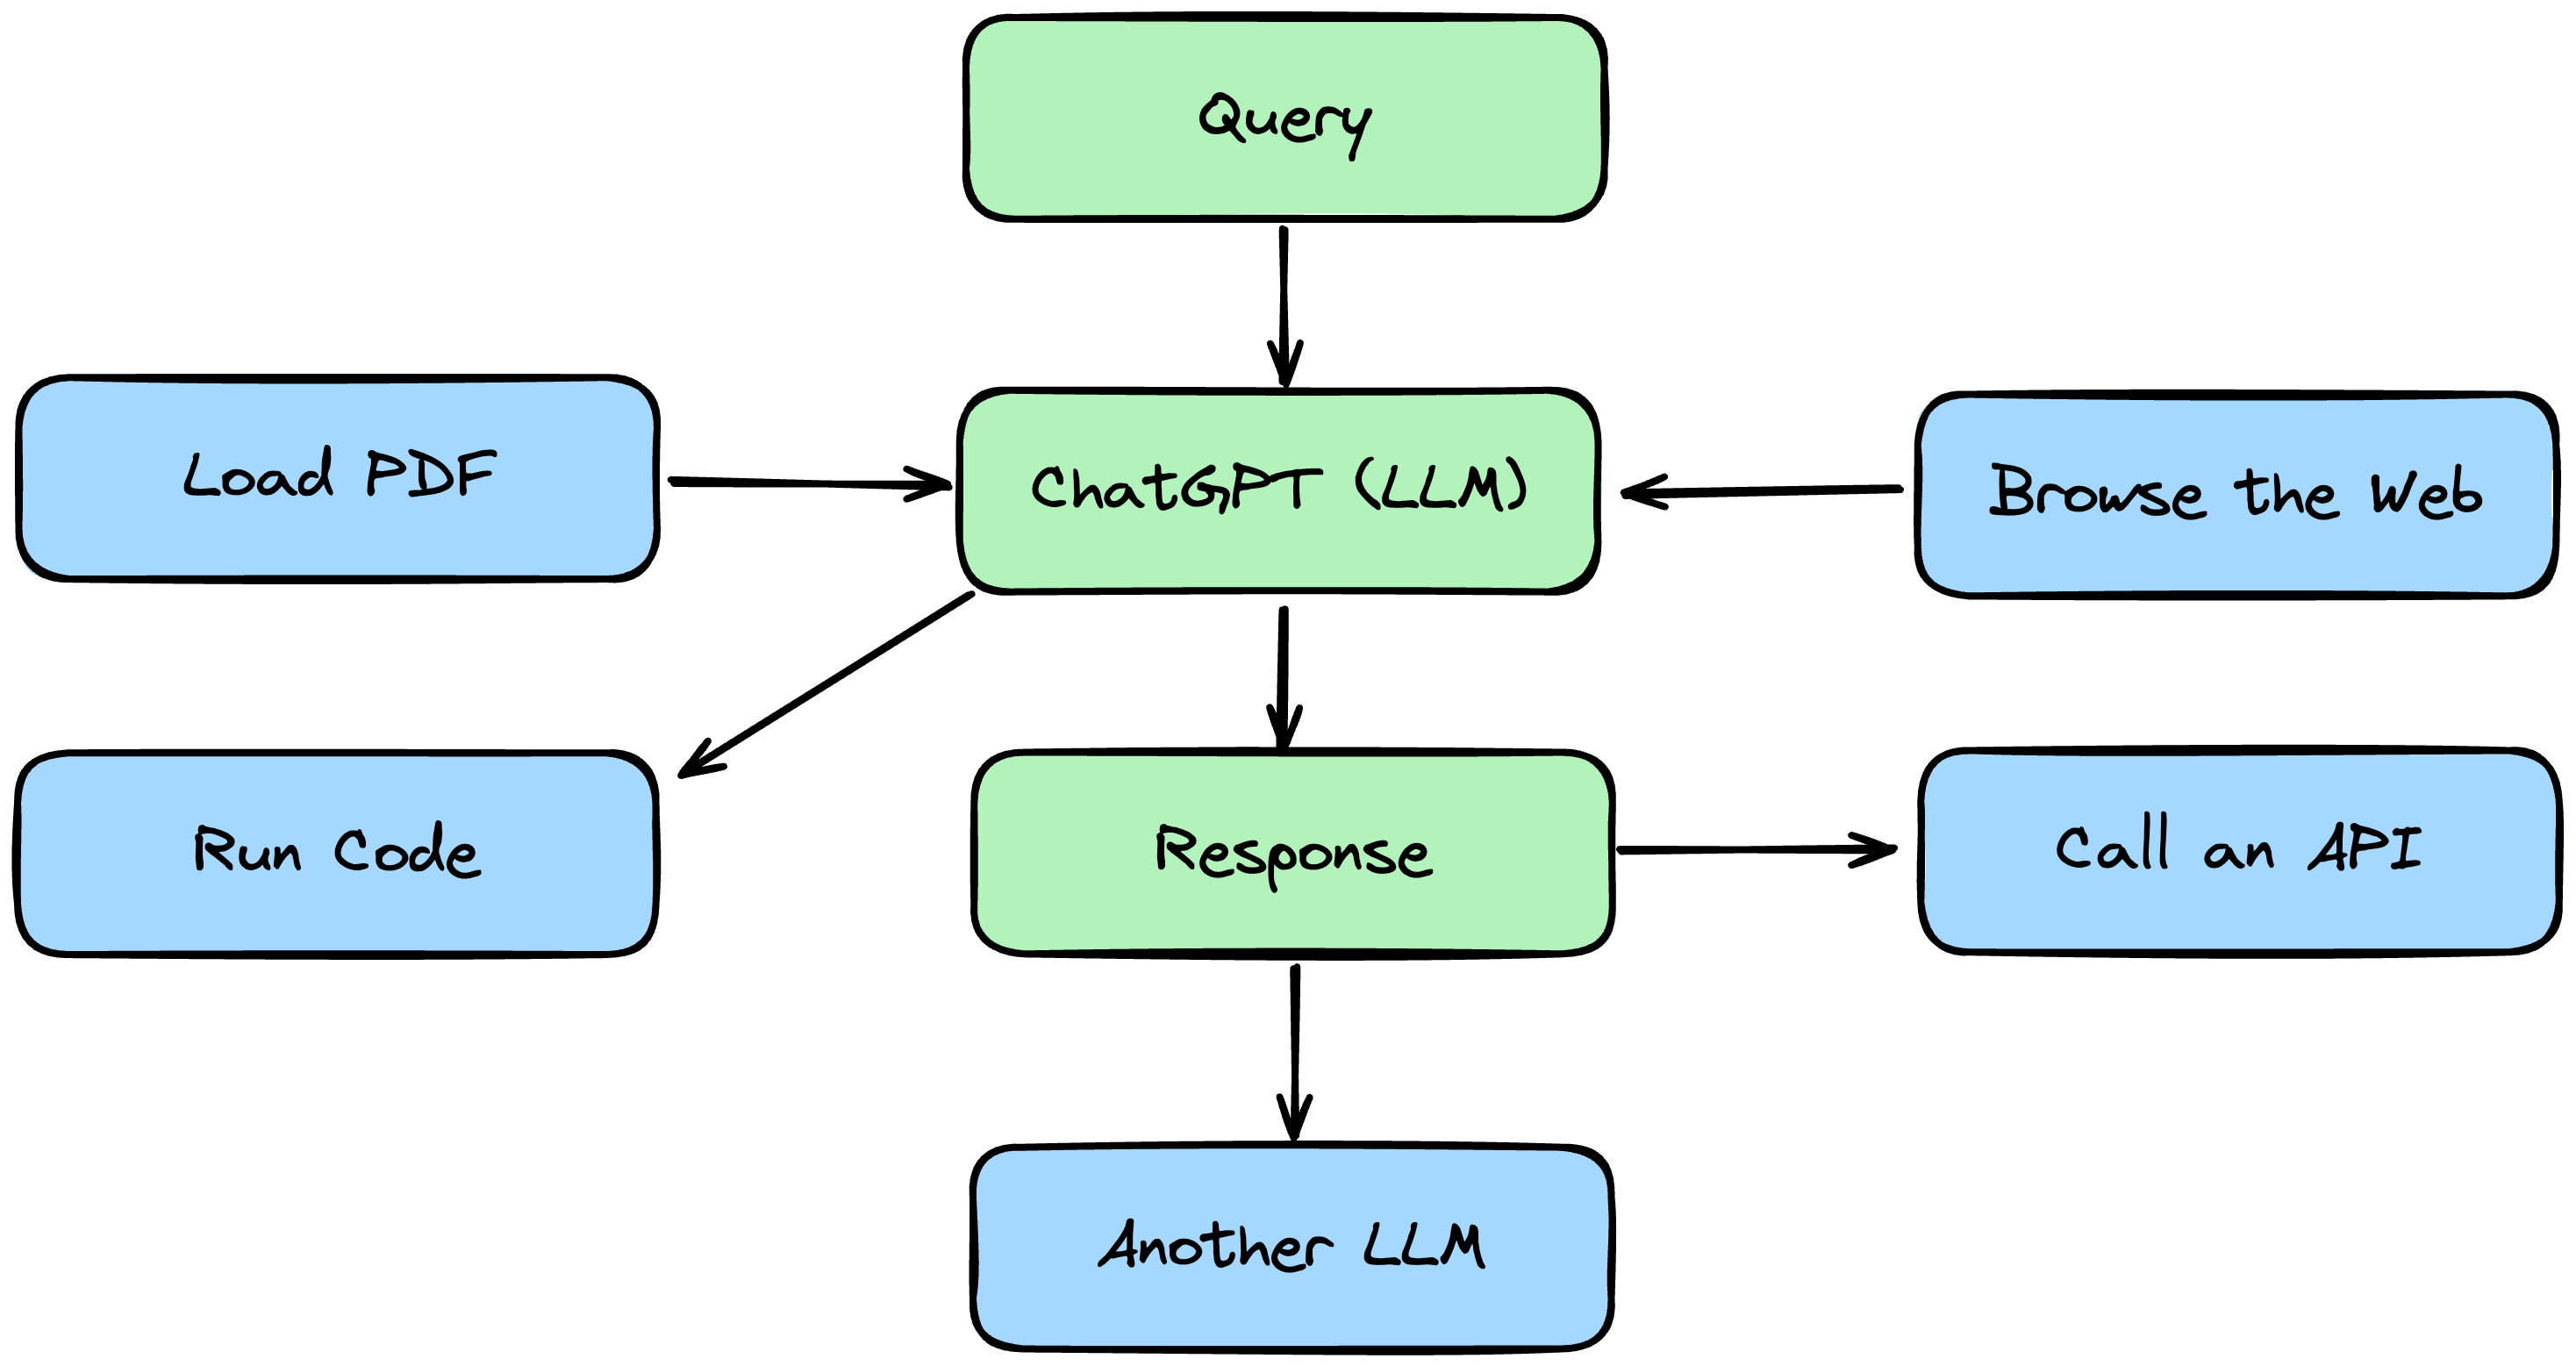 Query
Load PDF
ChatGPT (LLM)
Browse the Web
Run Code
Response
Call an API
Another LLM